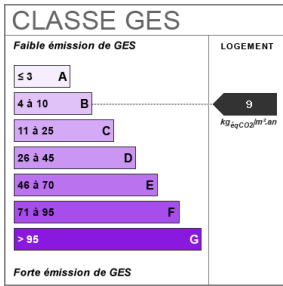 CLASSE GES
Faible émission de GES
LOGEMENT
≤ 3 A
4 à 10 B
9
kgéqCO2/m².an
11 à 25 C
26 à 45 D
46 à 70 E
71 à 95 F
> 95 G
Forte émission de GES